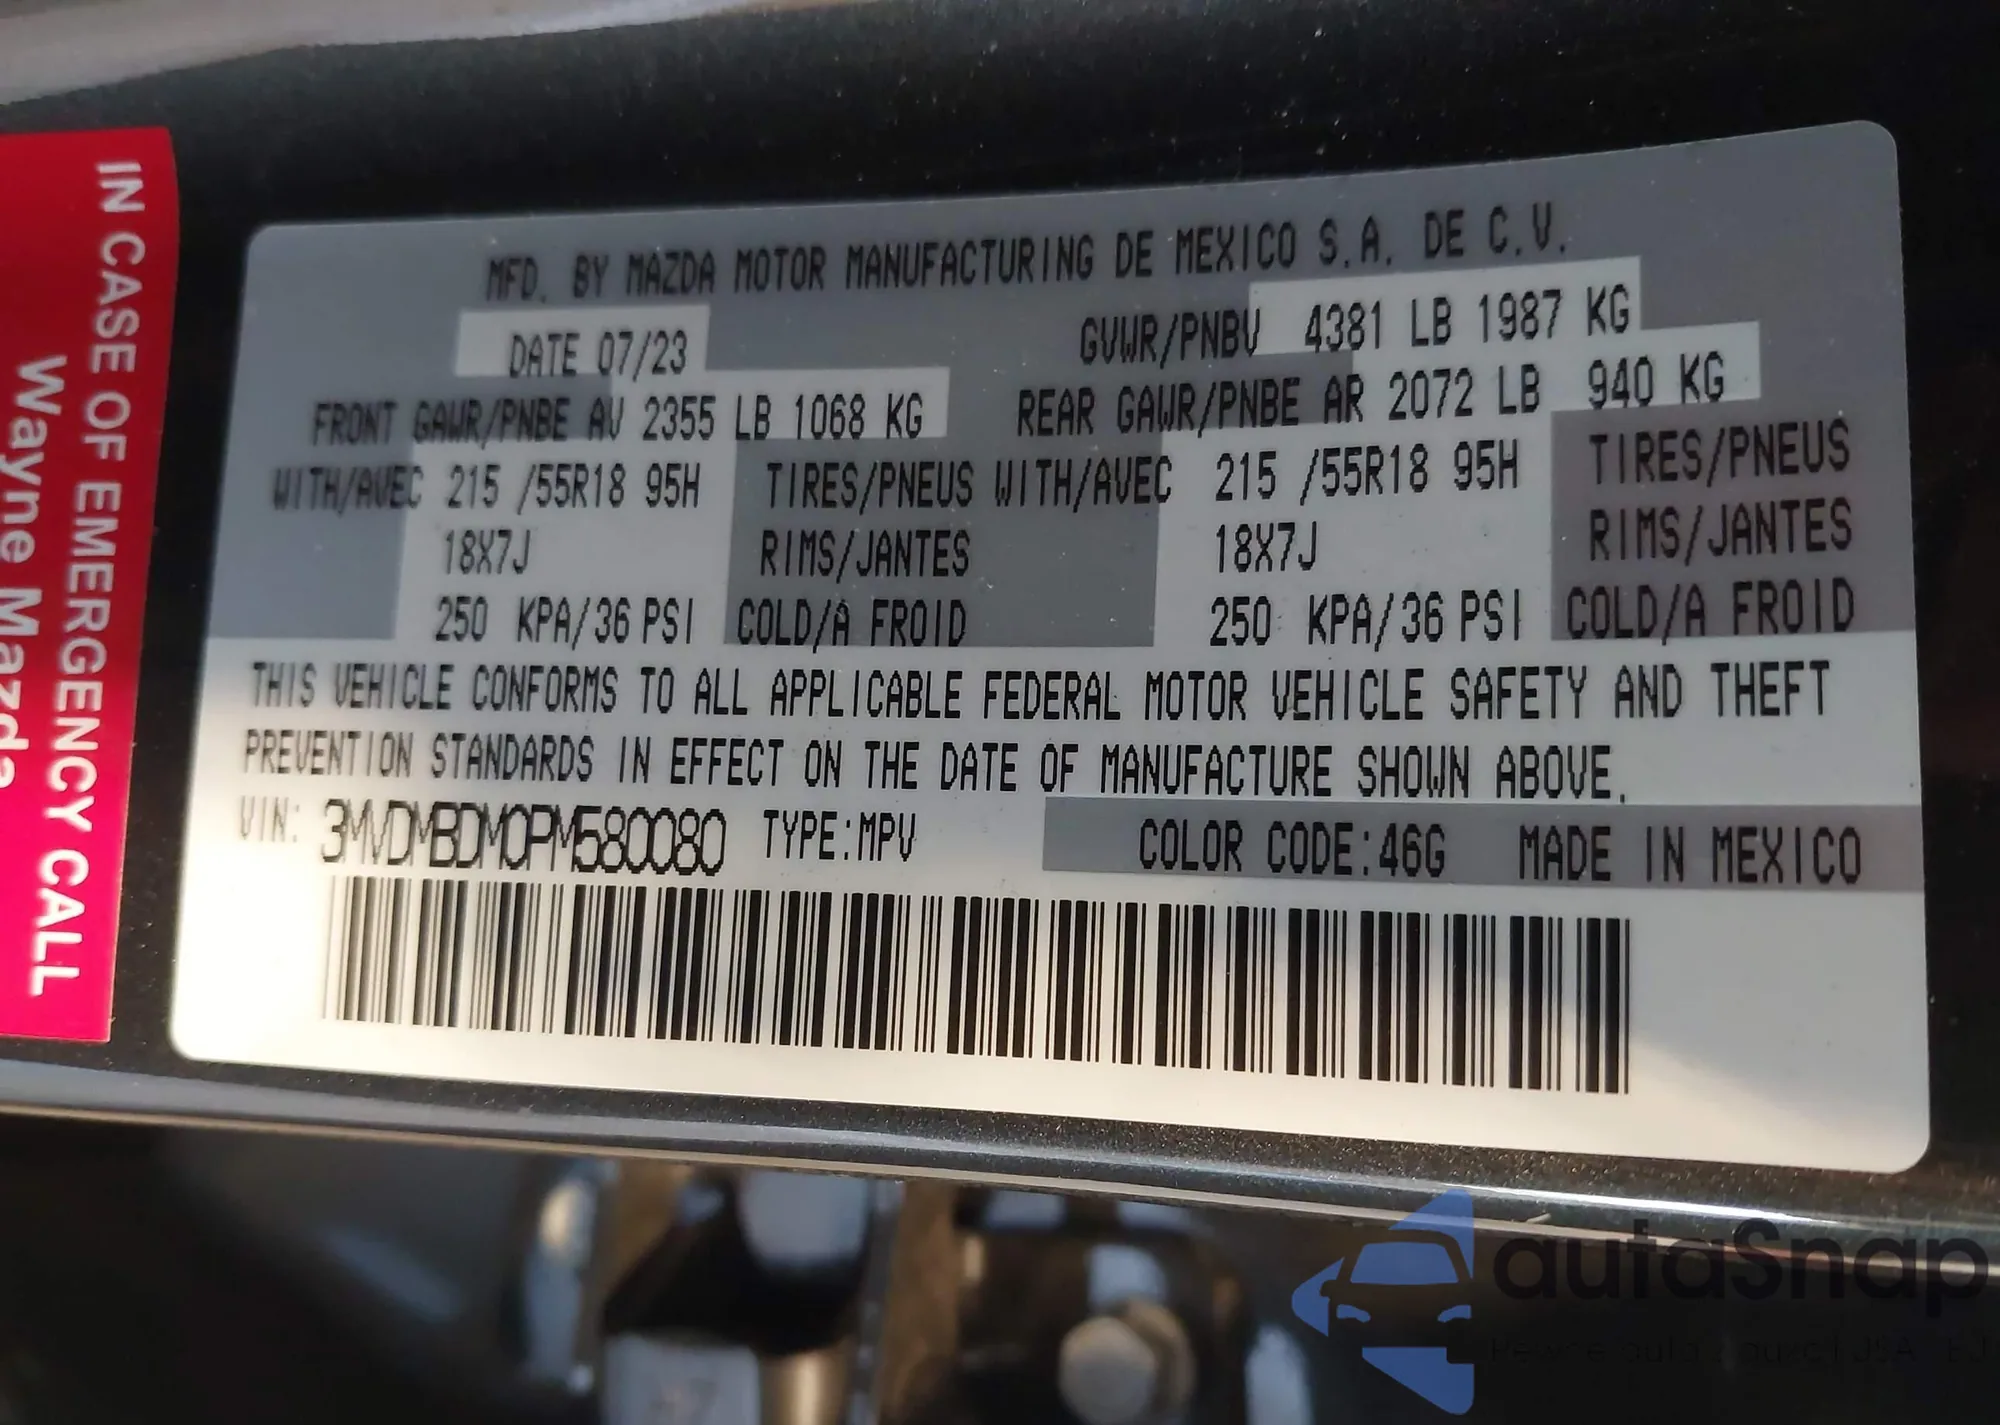 IN CASE OF EMERGENCY CALL
Wayne Mazda
MFD. BY MAZDA MOTOR MANUFACTURING DE MEXICO S.A. DE C.V.
DATE 07/23 GVWR/PNBV 4381 LB 1987 KG
FRONT GAWR/PNBE AV 2355 LB 1068 KG REAR GAWR/PNBE AR 2072 LB 940 KG
WITH/AVEC 215 /55R18 95H TIRES/PNEUS WITH/AVEC 215 /55R18 95H TIRES/PNEUS
18X7J RIMS/JANTES 18X7J RIMS/JANTES
250 KPA/36 PSI COLD/A FROID 250 KPA/36 PSI COLD/A FROID
THIS VEHICLE CONFORMS TO ALL APPLICABLE FEDERAL MOTOR VEHICLE SAFETY AND THEFT
PREVENTION STANDARDS IN EFFECT ON THE DATE OF MANUFACTURE SHOWN ABOVE.
VIN: 3MVDMBDM0PM580080 TYPE:MPV COLOR CODE:46G MADE IN MEXICO
autaSnap